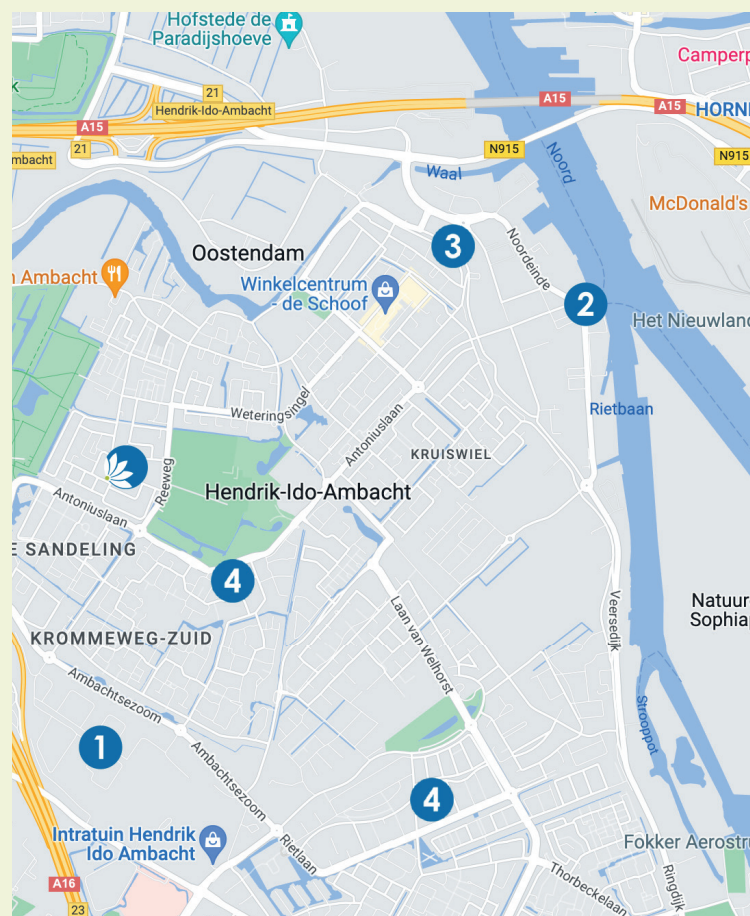 Hofstede de
Paradijshoeve
Camperp
21
Hendrik-Ido-Ambacht
A15
A15
A15
HORN
21
mbacht
N915
N915
Waal
Noord
McDonald's
Noordeinde
3
Oostendam
n Ambacht
Winkelcentrum
- de Schoof
2
Het Nieuwland
Weteringsingel
Rietbaan
Antoniuslaan
KRUISWIEL
Reeweg
Hendrik-Ido-Ambacht
Antoniuslaan
E SANDELING
4
Laan van Welhorst
Veersedijk
Natuur
Sophiap
KROMMEWEG-ZUID
Ambachtsezoom
Strooppot
1
Ambachtsezoom
4
Intratuin Hendrik
Ido Ambacht
Rietlaan
Fokker Aerostru
Thorbeckelaan
Ringdijk
A16
23